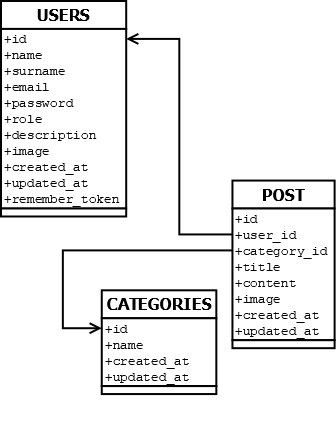 USERS
+id
+name
+surname
+email
+password
+role
+description
+image
+created_at
+updated_at
+remember_token
POST
+id
+user_id
+category_id
+title
+content
+image
+created_at
+updated_at
CATEGORIES
+id
+name
+created_at
+updated_at